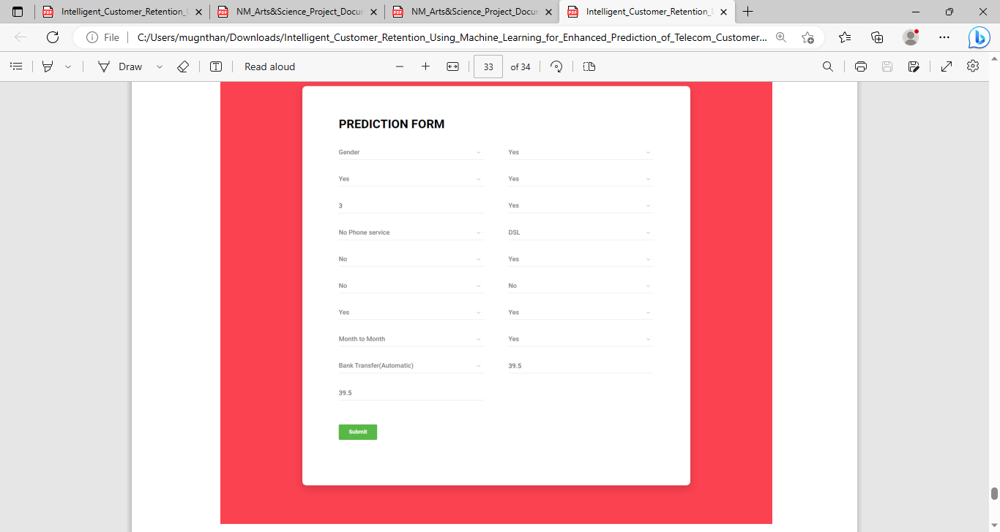 Intelligent_Customer_Retention_U
NM_Arts&Science_Project_Docur
NM_Arts&Science_Project_Docur
Intelligent_Customer_Retention_U
File
C:/Users/mugnthan/Downloads/Intelligent_Customer_Retention_Using_Machine_Learning_for_Enhanced_Prediction_of_Telecom_Customer...
Draw
Read aloud
33 of 34
PREDICTION FORM
Gender Yes
Yes Yes
3 Yes
No Phone service DSL
No Yes
No No
Yes Yes
Month to Month Yes
Bank Transfer(Automatic) 39.5
39.5
Submit